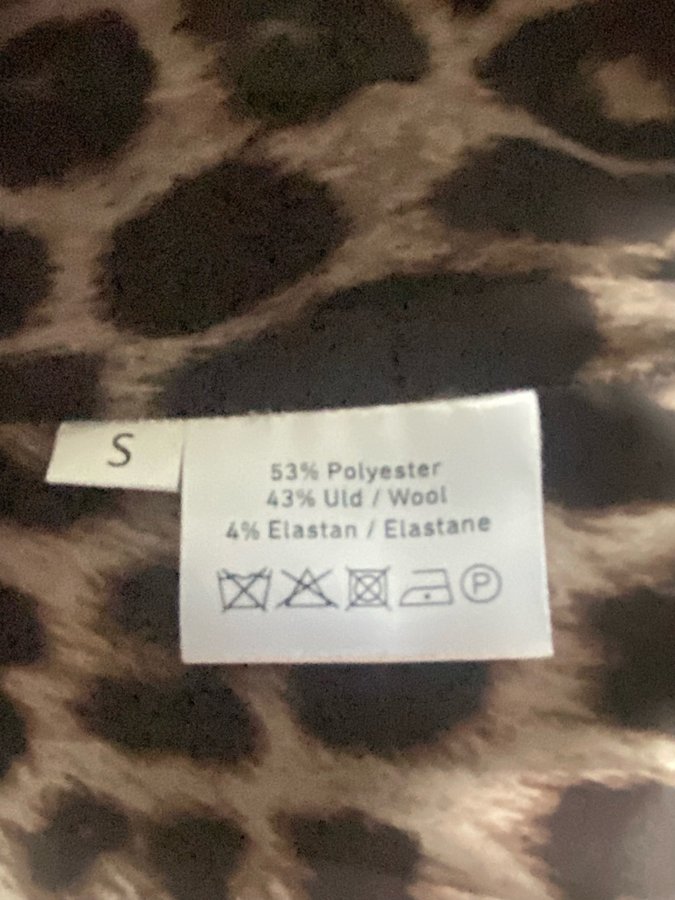 S
53% Polyester
43% Uld / Wool
4% Elastan / Elastane
P